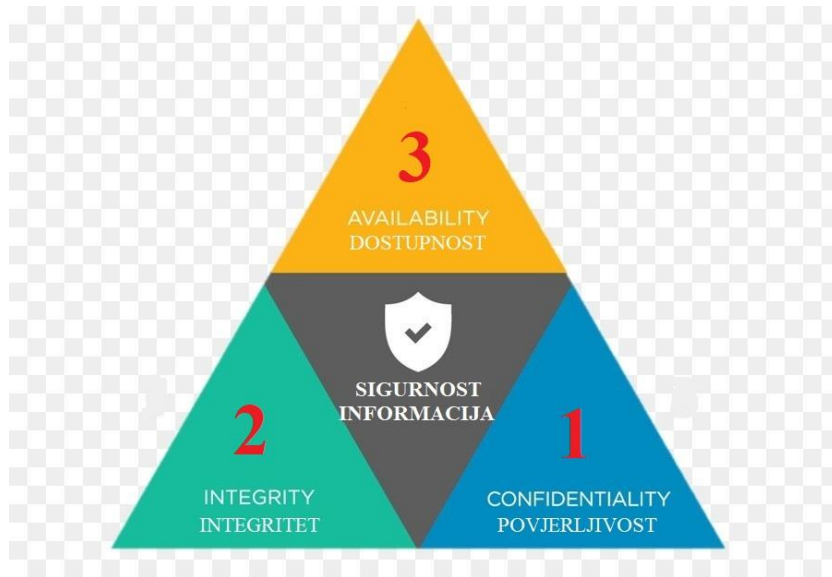 3
AVAILABILITY
DOSTUPNOST
SIGURNOST
INFORMACIJA
2
INTEGRITY
INTEGRITET
1
CONFIDENTIALITY
POVJERLJIVOST